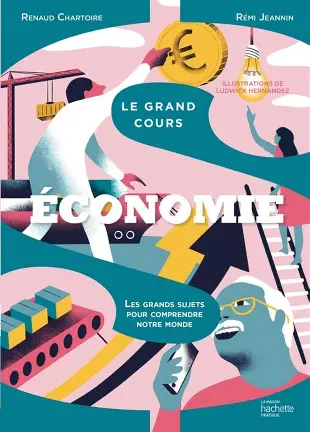 RENAUD CHARTOIRE
RÉMI JEANNIN
€
ILLUSTRATIONS DE
LUDWICK HERNANDEZ
LE GRAND
COURS
ÉCONOMIE
LES GRANDS SUJETS
POUR COMPRENDRE
NOTRE MONDE
LA MAISON
hachette
PRATIQUE